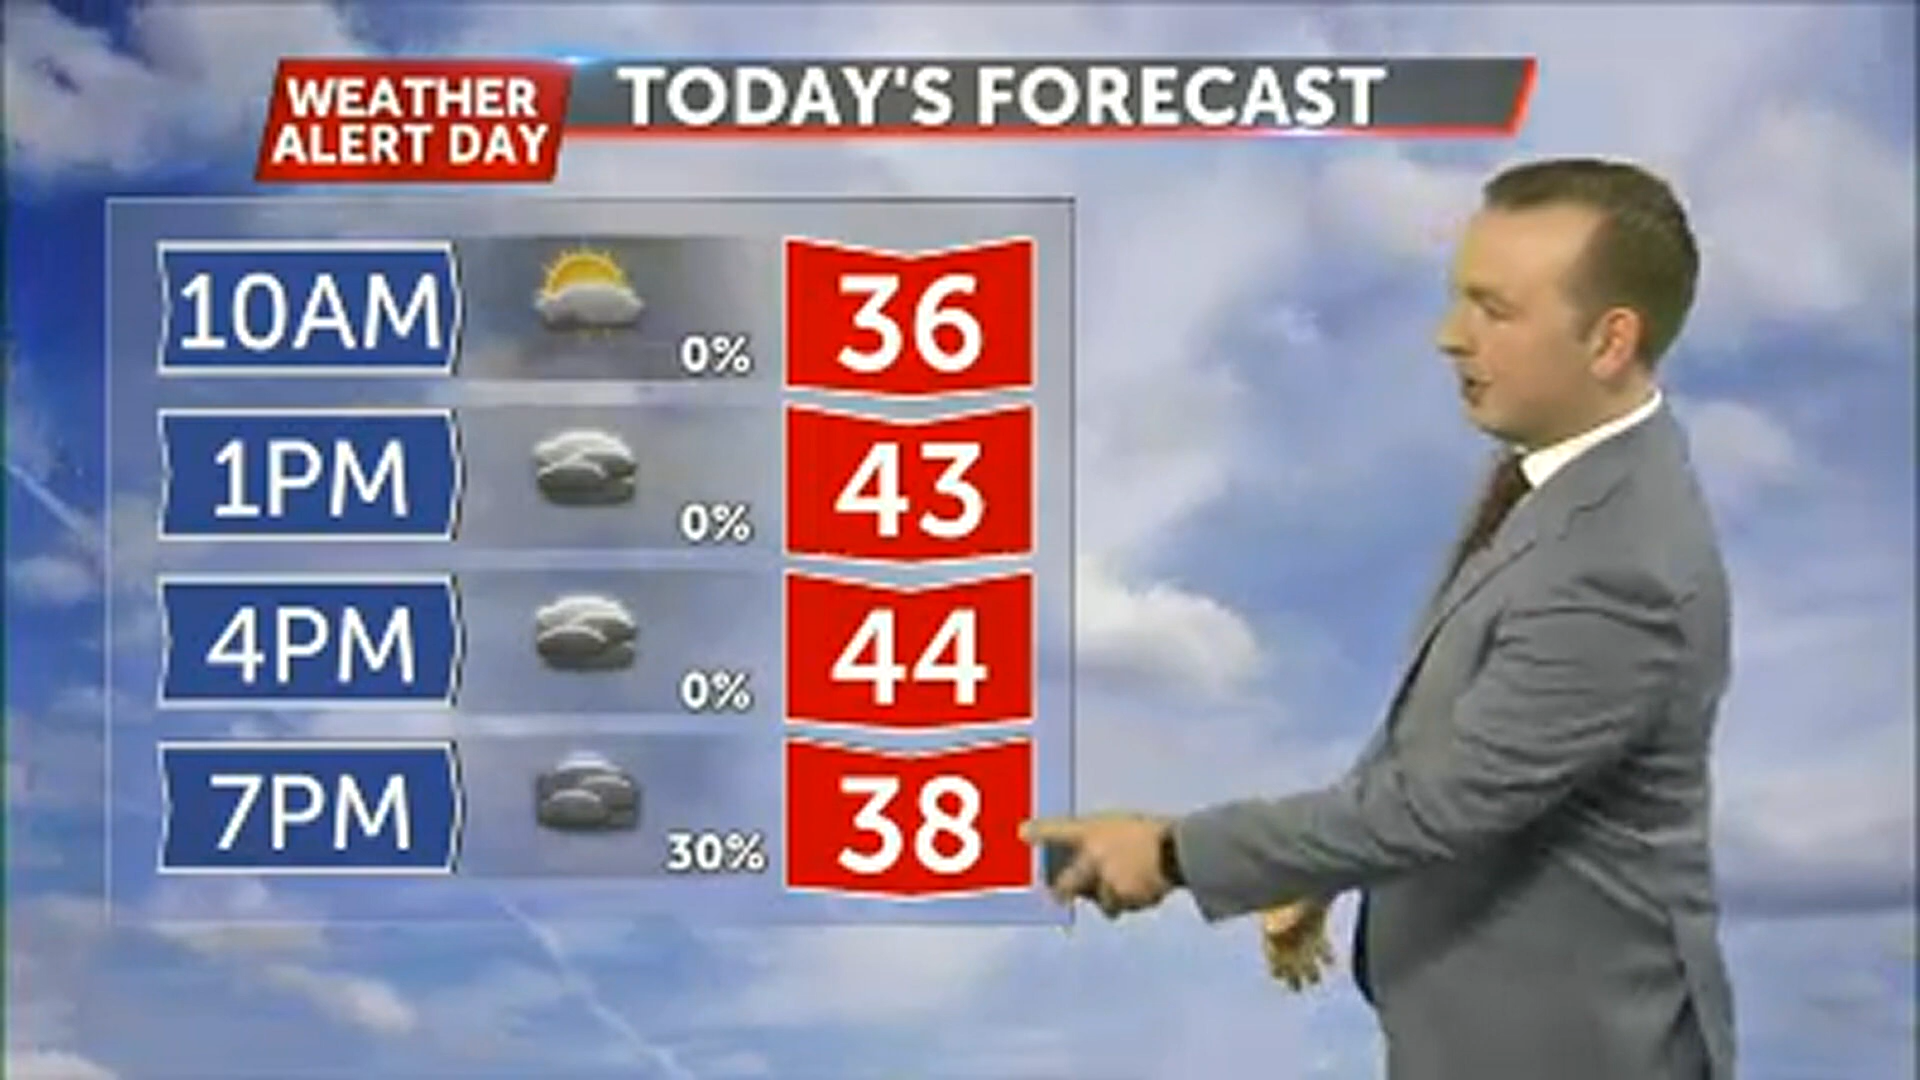 WEATHER
ALERT DAY
TODAY'S FORECAST
10AM 0% 36
1PM 0% 43
4PM 0% 44
7PM 30% 38